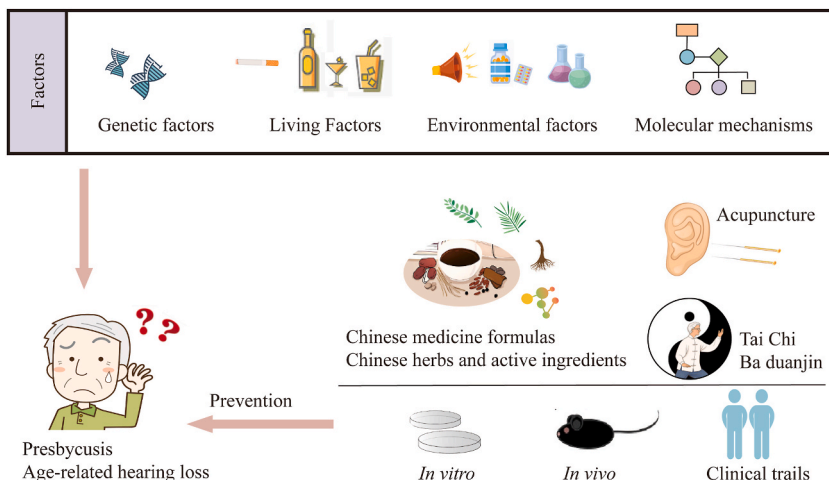 Factors
Genetic factors
Living Factors
Environmental factors
Molecular mechanisms
Acupuncture
Chinese medicine formulas
Chinese herbs and active ingredients
Tai Chi
Ba duanjin
??
Prevention
Presbycusis
Age-related hearing loss
In vitro
In vivo
Clinical trails